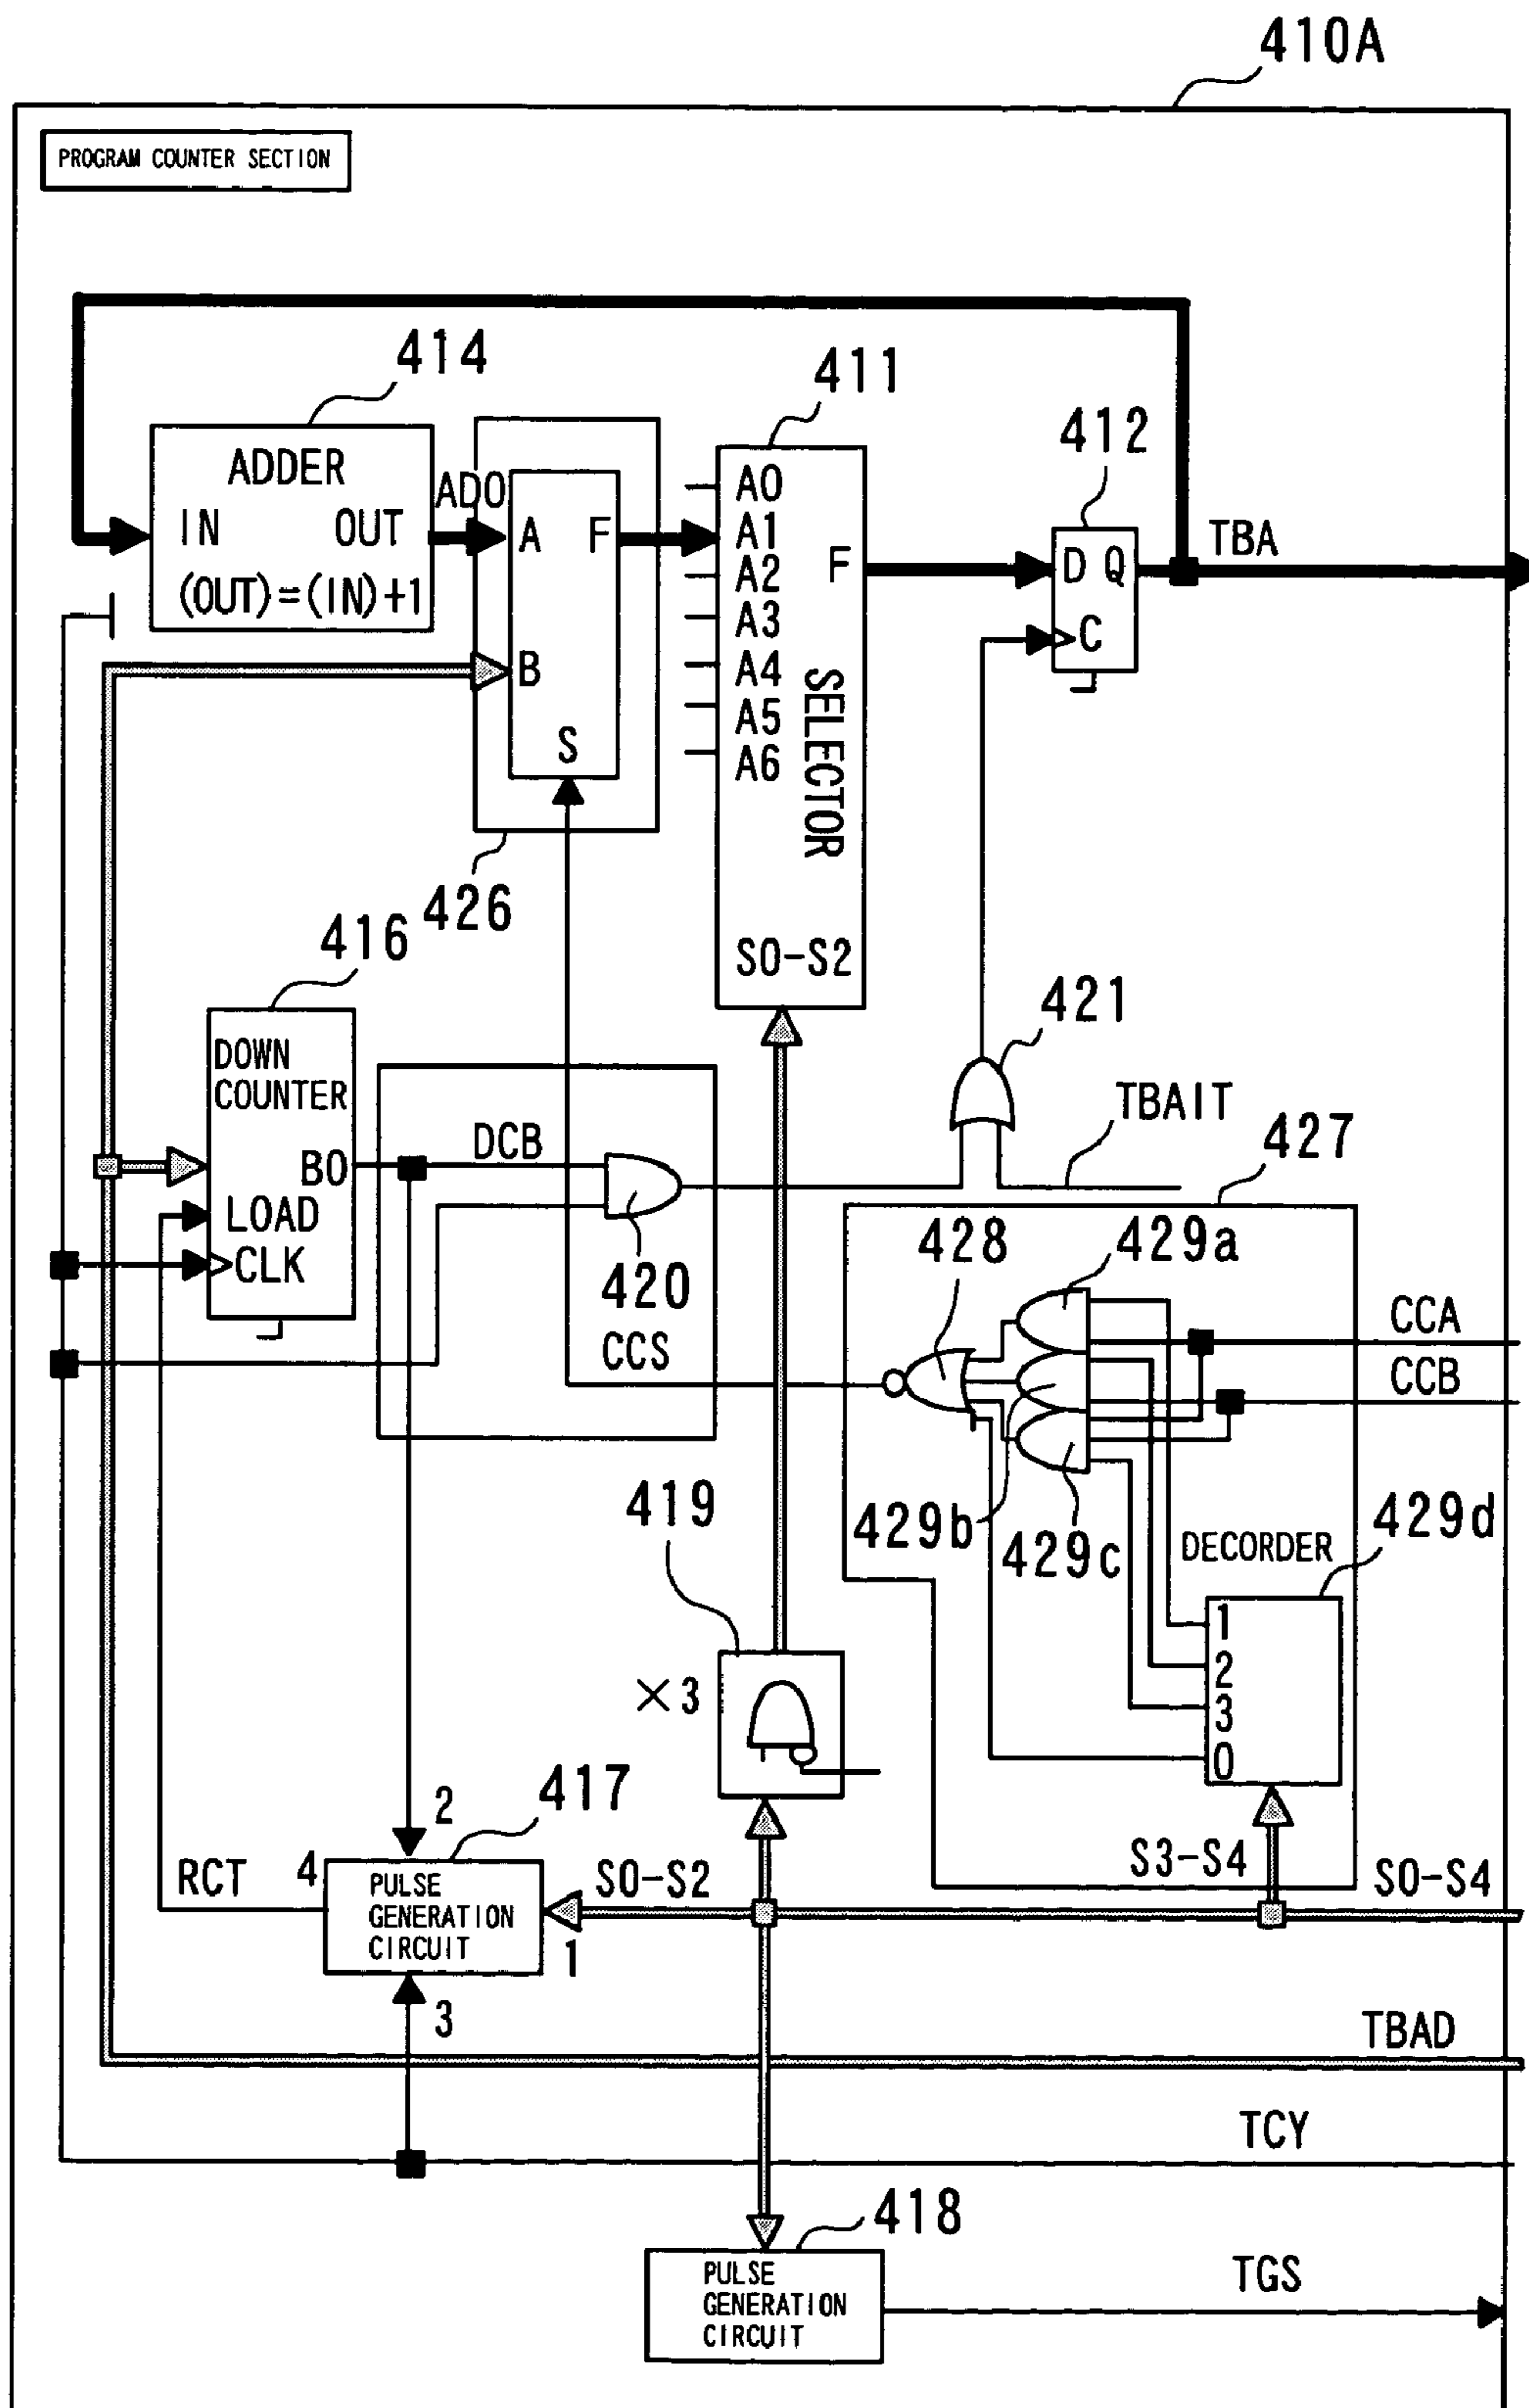 410A
PROGRAM COUNTER SECTION
414
411
412
ADDER
IN OUT
(OUT)=(IN)+1
ADO
A F
B
S
426
A0
A1
A2
A3
A4
A5
A6
F
SELECTOR
S0-S2
D Q
C
TBA
416
DOWN
COUNTER
BO
LOAD
CLK
DCB
420
CCS
421
TBAIT
427
428
429a
CCA
CCB
429b
429c
DECORDER
429d
1
2
3
0
419
×3
417
2
4
PULSE
GENERATION
CIRCUIT
1
3
RCT
S0-S2
S3-S4
S0-S4
TBAD
TCY
418
PULSE
GENERATION
CIRCUIT
TGS